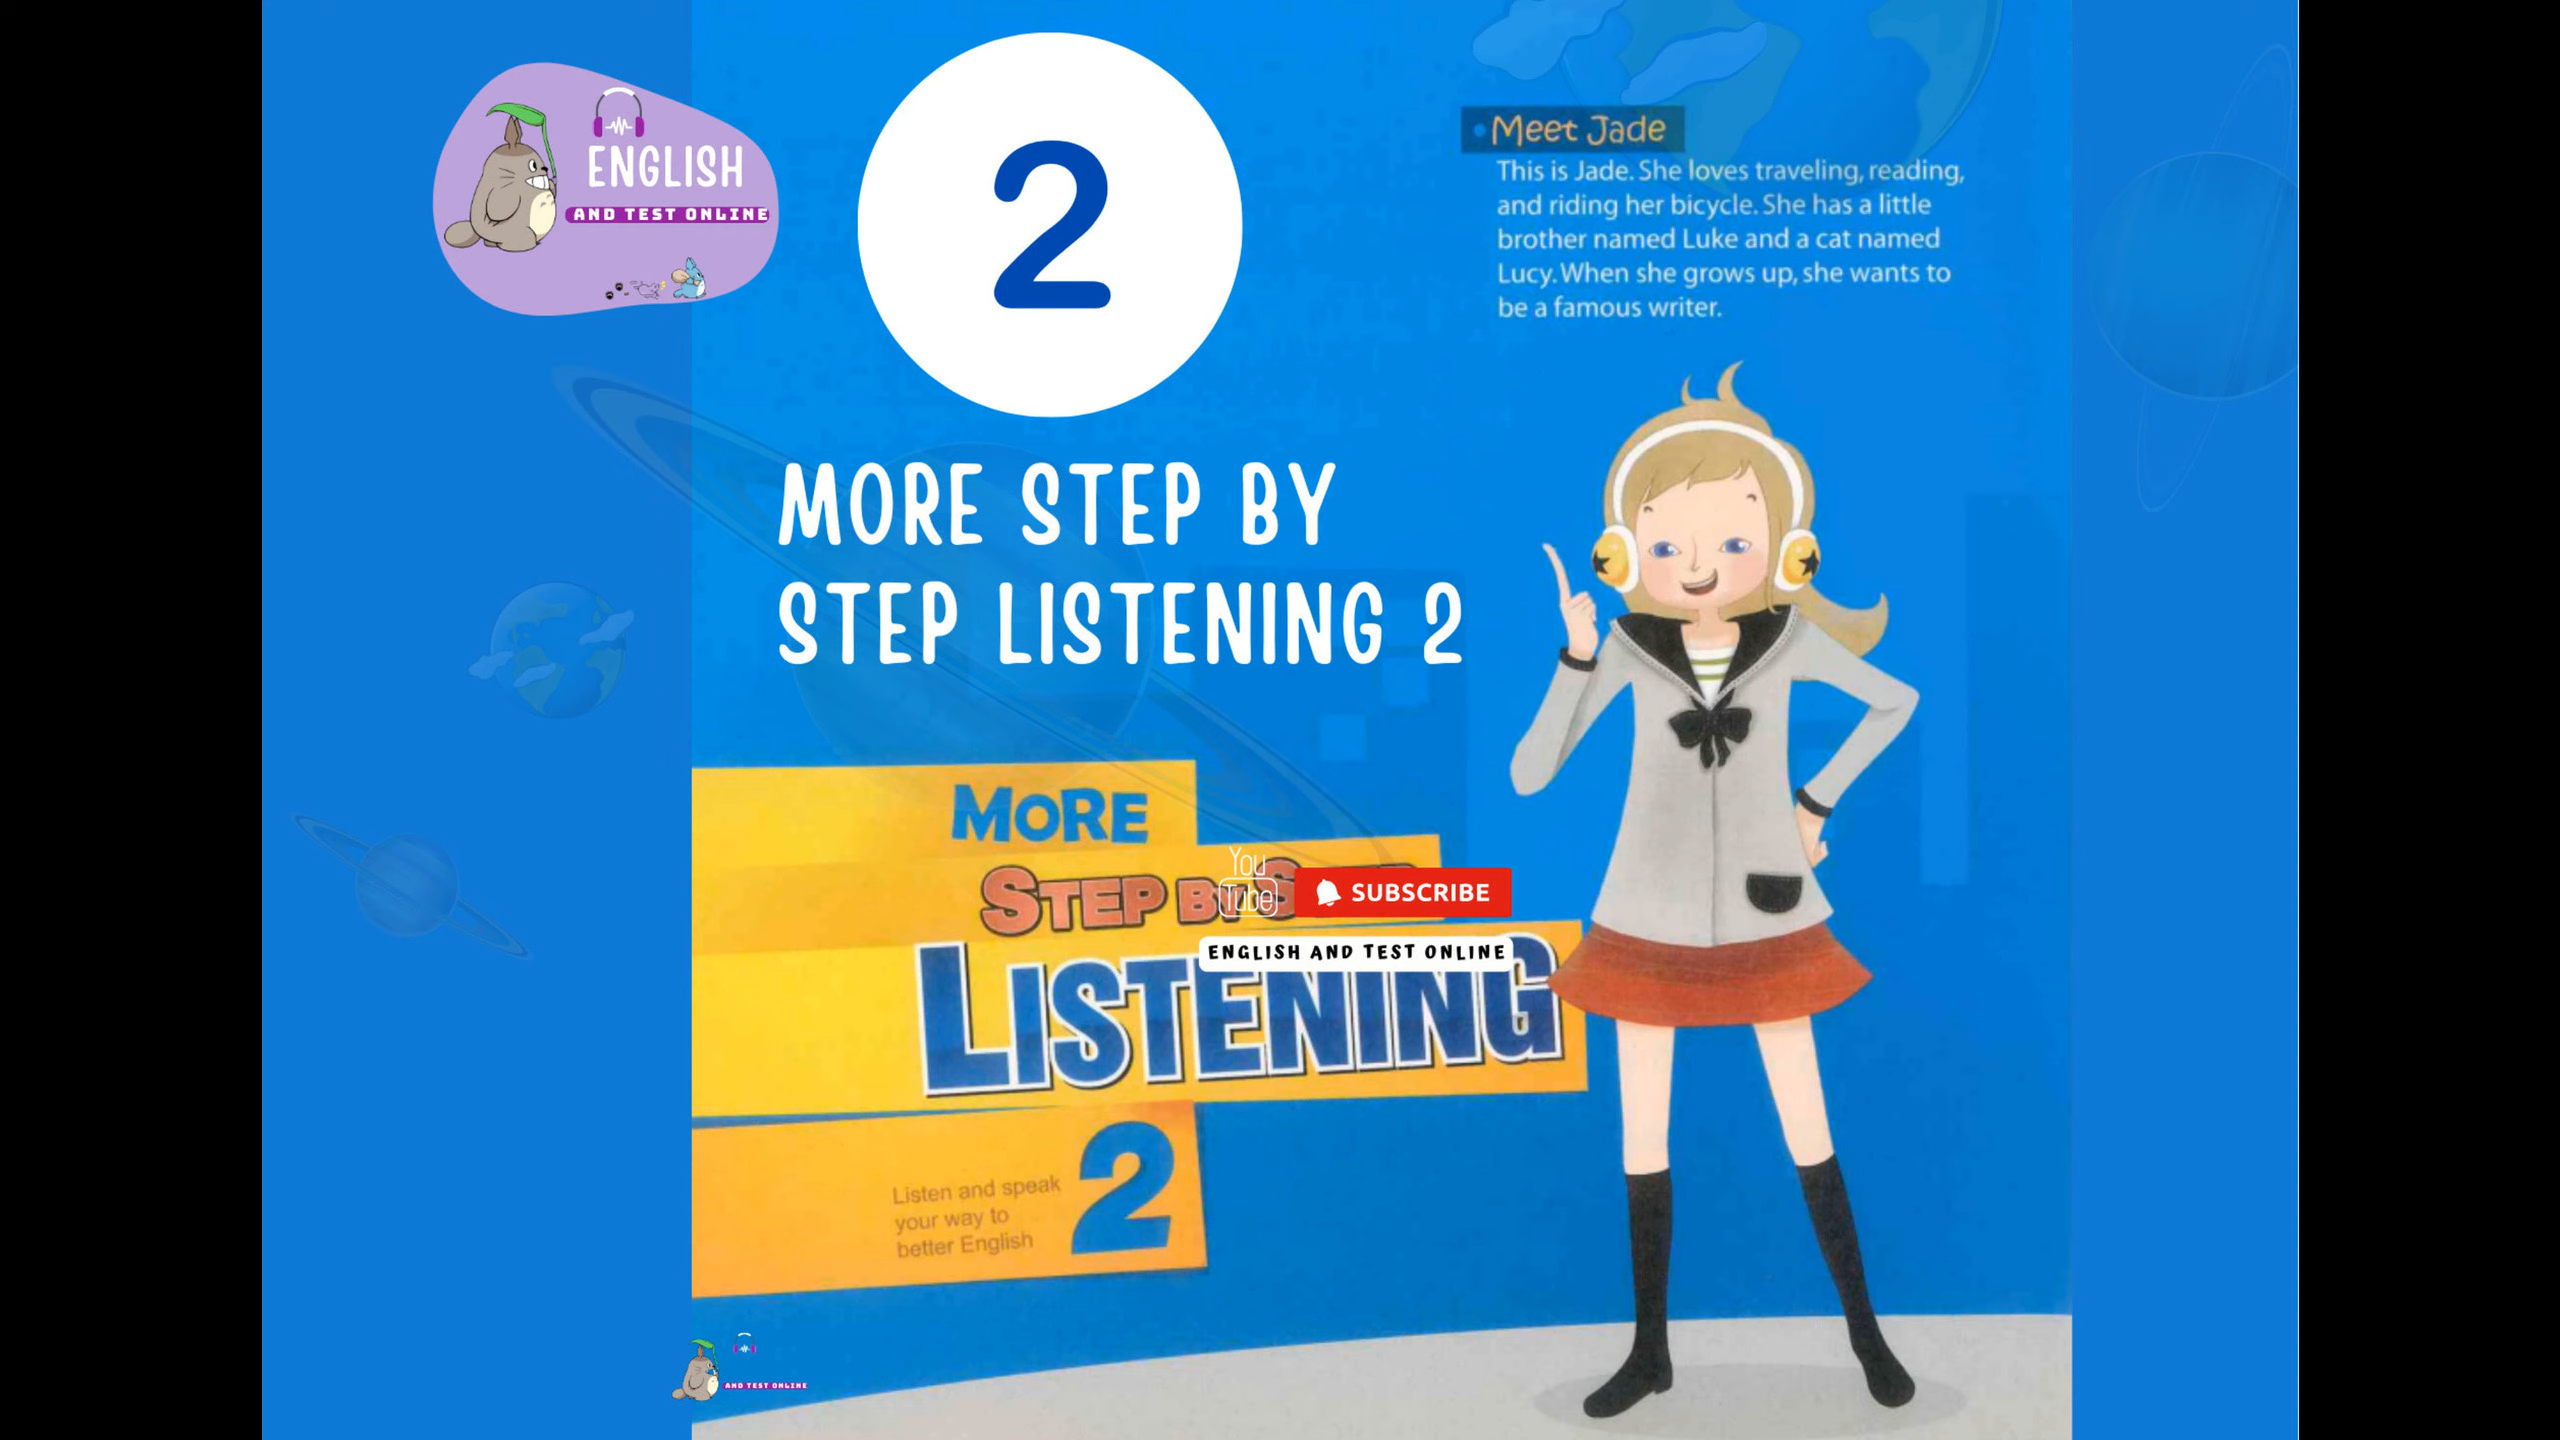 ENGLISH
AND TEST ONLINE
2
Meet Jade
This is Jade. She loves traveling, reading,
and riding her bicycle. She has a little
brother named Luke and a cat named
Lucy. When she grows up, she wants to
be a famous writer.
MORE STEP BY
STEP LISTENING 2
MORE
STEP BY
You
Tube
SUBSCRIBE
ENGLISH AND TEST ONLINE
LISTENING
2
Listen and speak
your way to
better English
AND TEST ONLINE